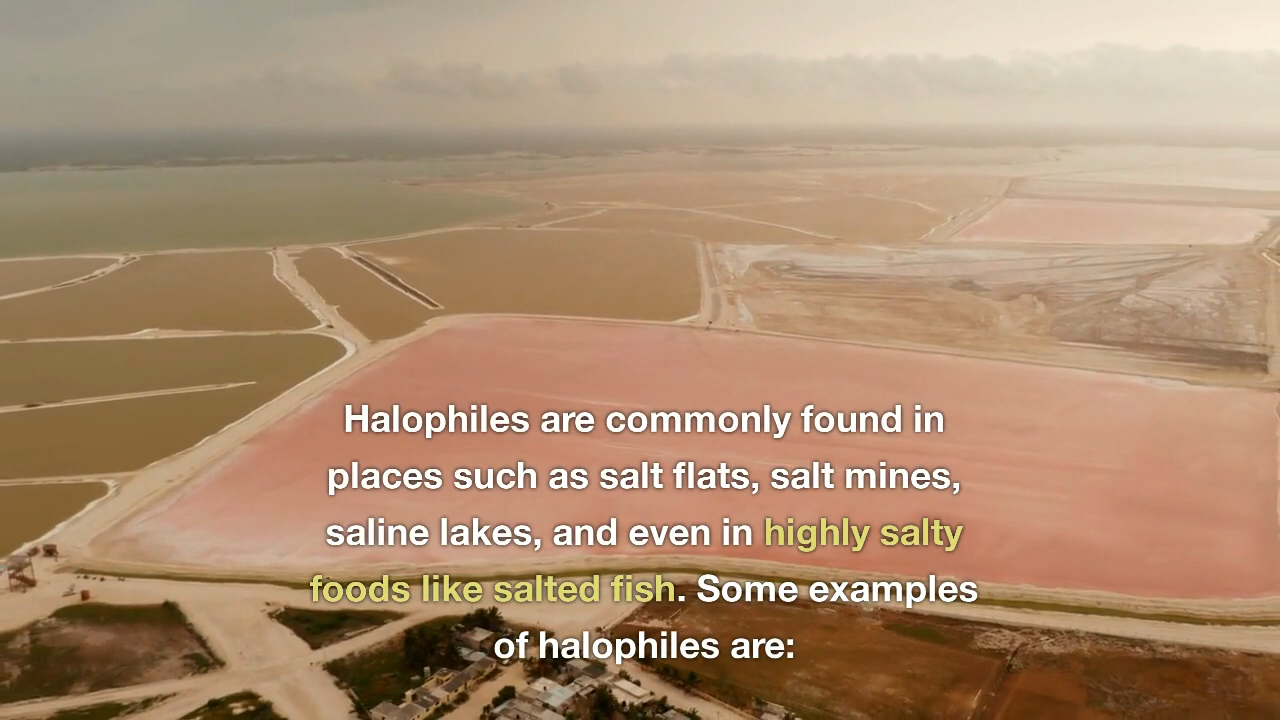 Halophiles are commonly found in
places such as salt flats, salt mines,
saline lakes, and even in highly salty
foods like salted fish. Some examples
of halophiles are: